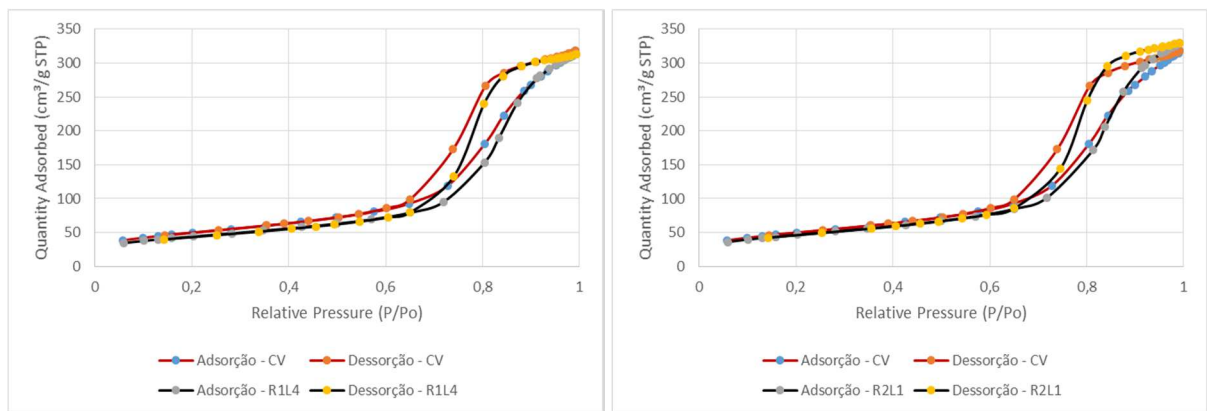 350
300
250
200
150
100
50
0
Quantity Adsorbed (cm³/g STP)
0 0,2 0,4 0,6 0,8 1
Relative Pressure (P/Po)
Adsorção - CV Dessorção - CV
Adsorção - R1L4 Dessorção - R1L4
350
300
250
200
150
100
50
0
Quantity Adsorbed (cm³/g STP)
0 0,2 0,4 0,6 0,8 1
Relative Pressure (P/Po)
Adsorção - CV Dessorção - CV
Adsorção - R2L1 Dessorção - R2L1